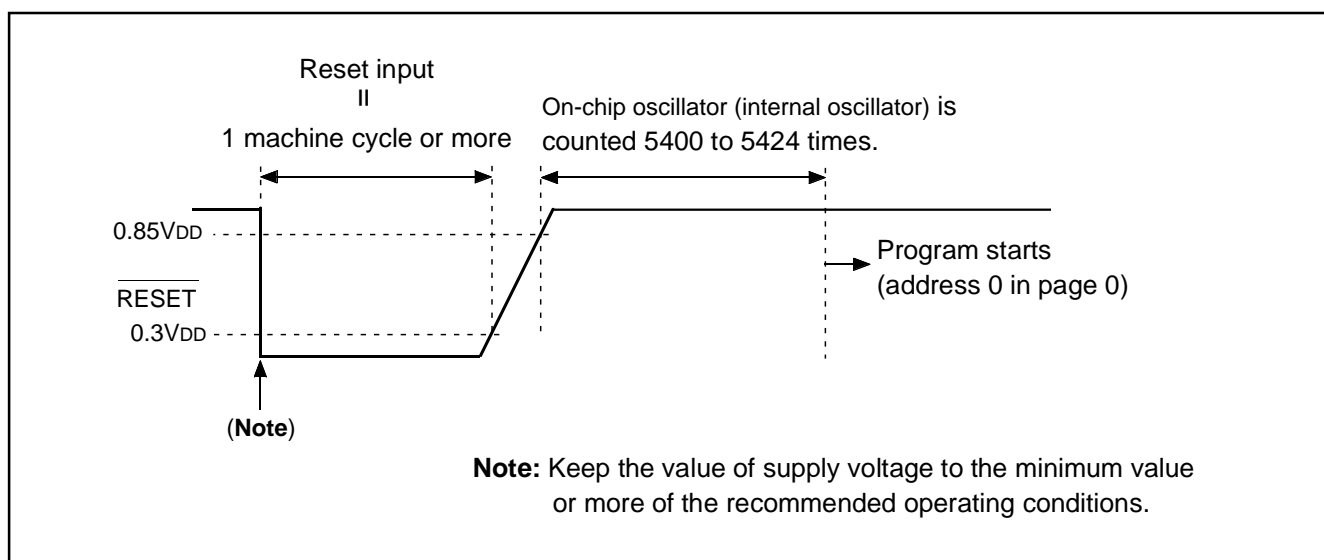 Reset input
=
1 machine cycle or more
On-chip oscillator (internal oscillator) is
counted 5400 to 5424 times.
0.85VDD
Program starts
(address 0 in page 0)
RESET
0.3VDD
(Note)
Note: Keep the value of supply voltage to the minimum value
or more of the recommended operating conditions.